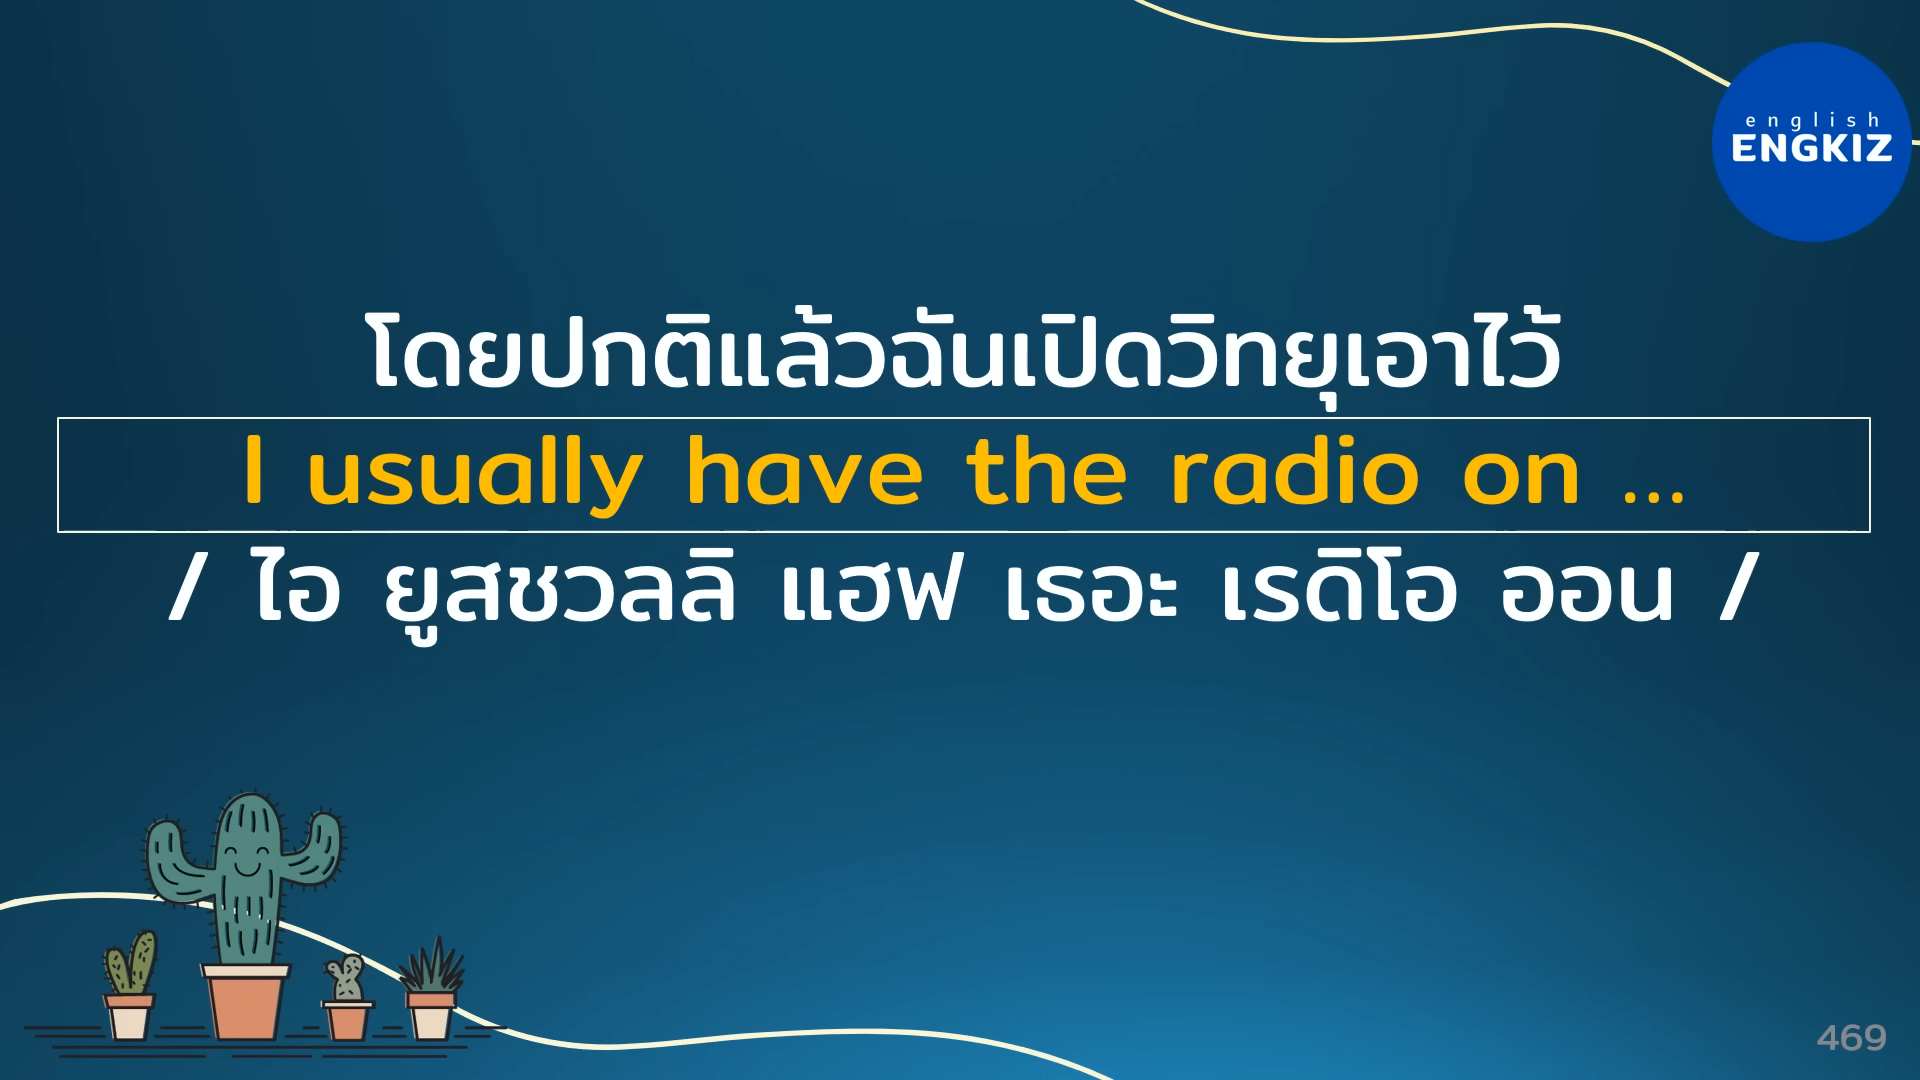 english
ENGKIZ
โดยปกติแล้วฉันเปิดวิทยุเอาไว้
I usually have the radio on ...
/ ไอ ยูสชวลลิ แฮฟ เธอะ เรดิโอ ออน /
469